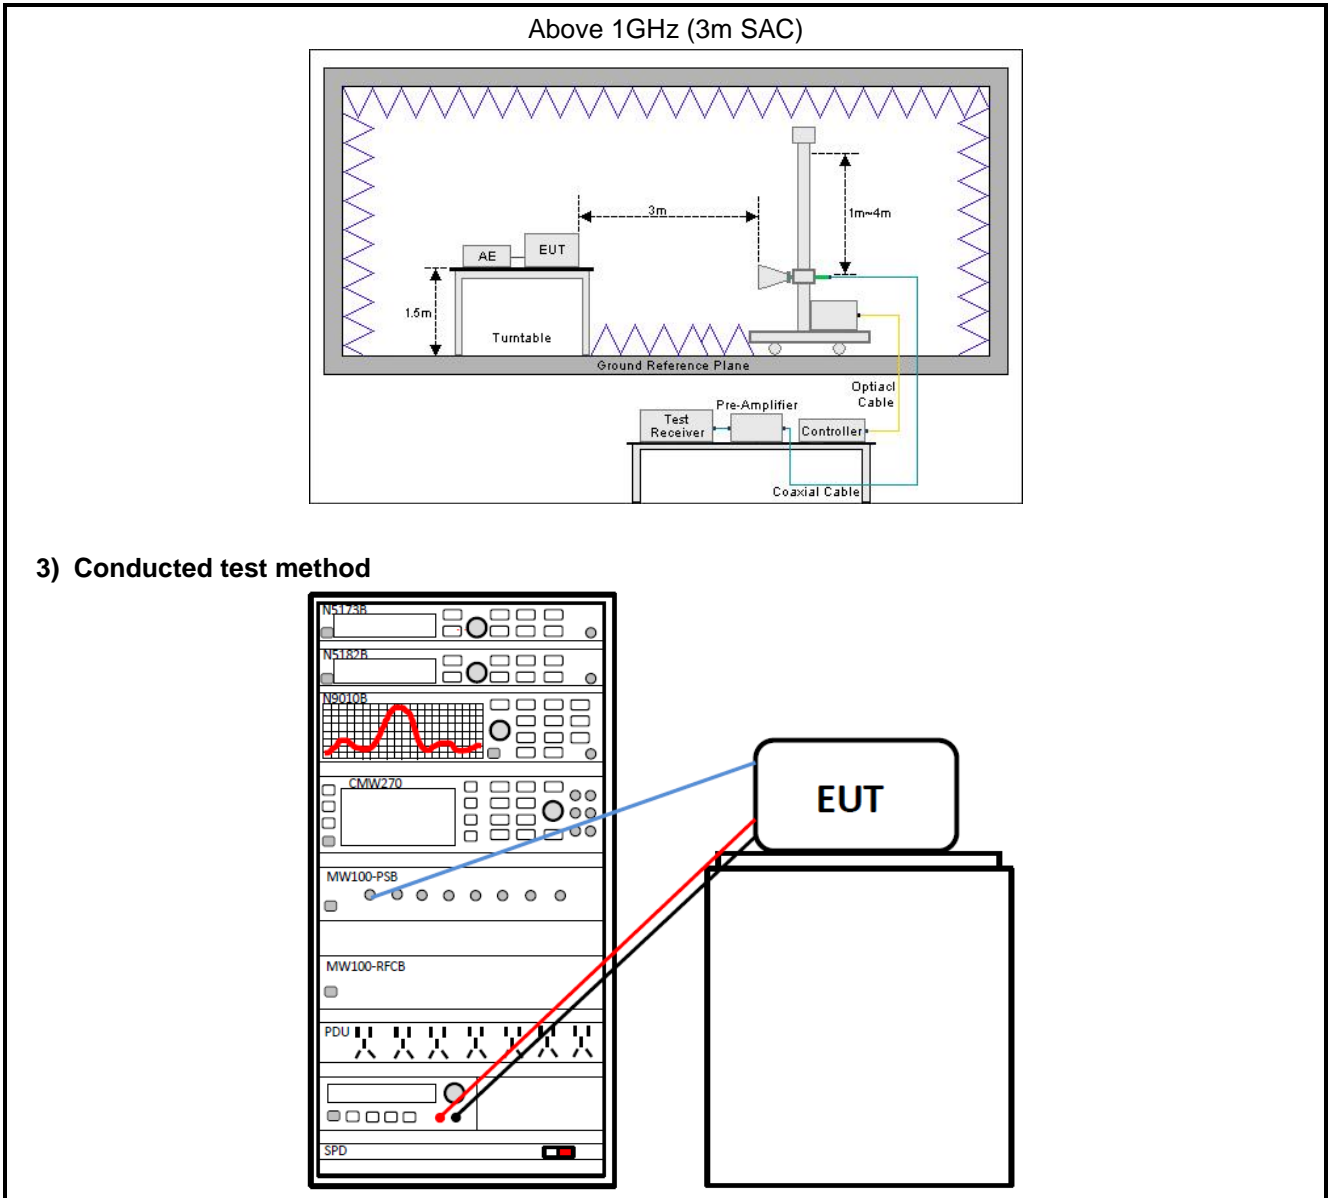 Above 1GHz (3m SAC)
3m
1m~4m
AE
EUT
1.5m
Turntable
Ground Reference Plane
Optiacl
Cable
Pre-Amplifier
Test
Receiver
Controller
Coaxial Cable
3) Conducted test method
N5173B
N5182B
N9010B
CMW270
EUT
MW100-PSB
MW100-RFCB
PDU
SPD